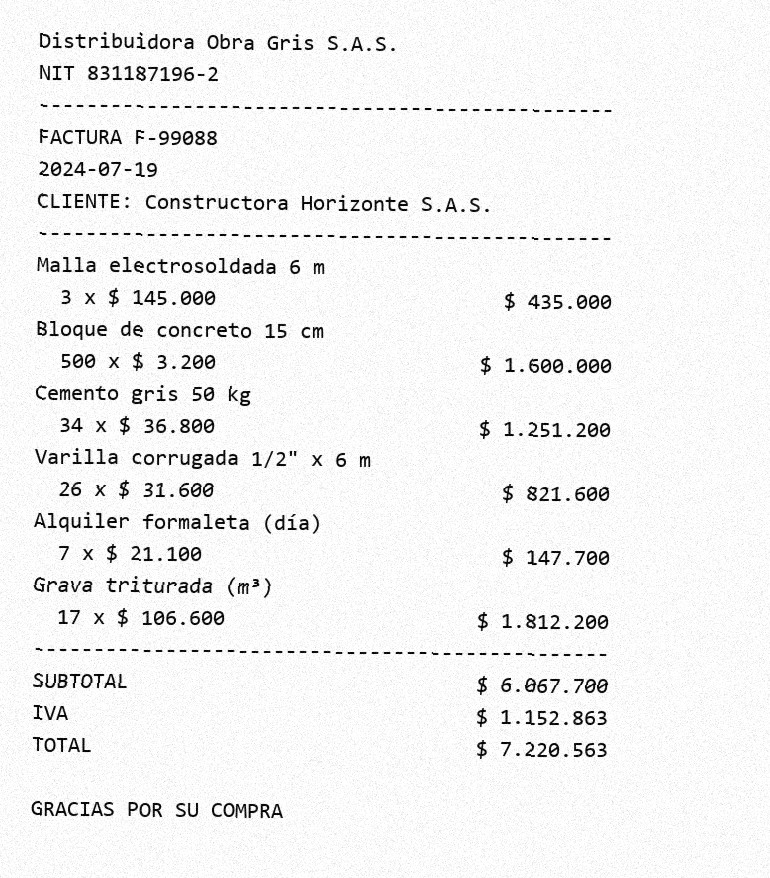 Distribuidora Obra Gris S.A.S.
NIT 831187196-2
------------------------------------------------
FACTURA F-99088
2024-07-19
CLIENTE: Constructora Horizonte S.A.S.
------------------------------------------------
Malla electrosoldada 6 m
3 x $ 145.000 $ 435.000
Bloque de concreto 15 cm
500 x $ 3.200 $ 1.600.000
Cemento gris 50 kg
34 x $ 36.800 $ 1.251.200
Varilla corrugada 1/2" x 6 m
26 x $ 31.600 $ 821.600
Alquiler formaleta (día)
7 x $ 21.100 $ 147.700
Grava triturada (m³)
17 x $ 106.600 $ 1.812.200
------------------------------------------------
SUBTOTAL $ 6.067.700
IVA $ 1.152.863
TOTAL $ 7.220.563
GRACIAS POR SU COMPRA